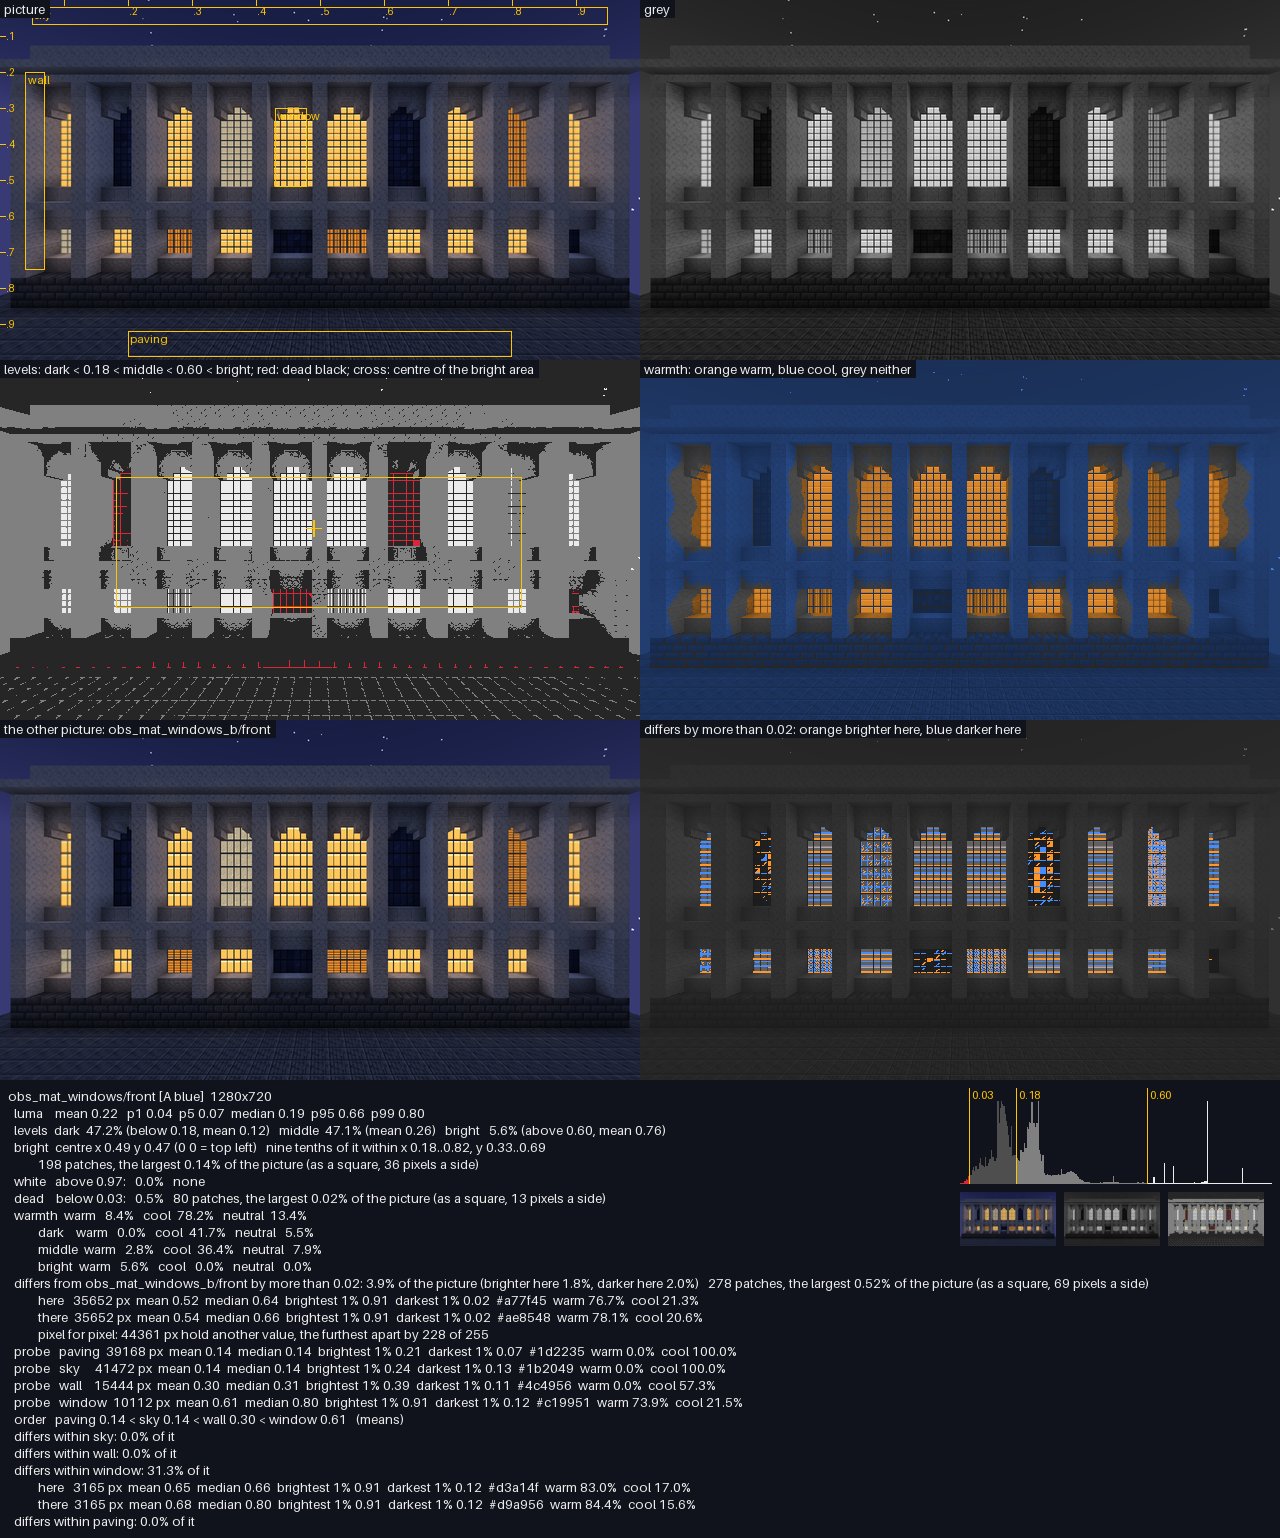 picture
.2 .3 .4 .5 .6 .7 .8 .9
.1
wall
.2
.3
window
.4
.5
.6
.7
.8
.9
paving
grey
levels: dark < 0.18 < middle < 0.60 < bright; red: dead black; cross: centre of the bright area
warmth: orange warm, blue cool, grey neither
the other picture: obs_mat_windows_b/front
differs by more than 0.02: orange brighter here, blue darker here
obs_mat_windows/front [A blue] 1280x720
luma mean 0.22 p1 0.04 p5 0.07 median 0.19 p95 0.66 p99 0.80
levels dark 47.2% (below 0.18, mean 0.12) middle 47.1% (mean 0.26) bright 5.6% (above 0.60, mean 0.76)
bright centre x 0.49 y 0.47 (0 0 = top left) nine tenths of it within x 0.18..0.82, y 0.33..0.69
198 patches, the largest 0.14% of the picture (as a square, 36 pixels a side)
white above 0.97: 0.0% none
dead below 0.03: 0.5% 80 patches, the largest 0.02% of the picture (as a square, 13 pixels a side)
warmth warm 8.4% cool 78.2% neutral 13.4%
dark warm 0.0% cool 41.7% neutral 5.5%
middle warm 2.8% cool 36.4% neutral 7.9%
bright warm 5.6% cool 0.0% neutral 0.0%
differs from obs_mat_windows_b/front by more than 0.02: 3.9% of the picture (brighter here 1.8%, darker here 2.0%) 278 patches, the largest 0.52% of the picture (as a square, 69 pixels a side)
here 35652 px mean 0.52 median 0.64 brightest 1% 0.91 darkest 1% 0.02 #a77f45 warm 76.7% cool 21.3%
there 35652 px mean 0.54 median 0.66 brightest 1% 0.91 darkest 1% 0.02 #ae8548 warm 78.1% cool 20.6%
pixel for pixel: 44361 px hold another value, the furthest apart by 228 of 255
probe paving 39168 px mean 0.14 median 0.14 brightest 1% 0.21 darkest 1% 0.07 #1d2235 warm 0.0% cool 100.0%
probe sky 41472 px mean 0.14 median 0.14 brightest 1% 0.24 darkest 1% 0.13 #1b2049 warm 0.0% cool 100.0%
probe wall 15444 px mean 0.30 median 0.31 brightest 1% 0.39 darkest 1% 0.11 #4c4956 warm 0.0% cool 57.3%
probe window 10112 px mean 0.61 median 0.80 brightest 1% 0.91 darkest 1% 0.12 #c19951 warm 73.9% cool 21.5%
order paving 0.14 < sky 0.14 < wall 0.30 < window 0.61 (means)
differs within sky: 0.0% of it
differs within wall: 0.0% of it
differs within window: 31.3% of it
here 3165 px mean 0.65 median 0.66 brightest 1% 0.91 darkest 1% 0.12 #d3a14f warm 83.0% cool 17.0%
there 3165 px mean 0.68 median 0.80 brightest 1% 0.91 darkest 1% 0.12 #d9a956 warm 84.4% cool 15.6%
differs within paving: 0.0% of it
0.03 0.18 0.60